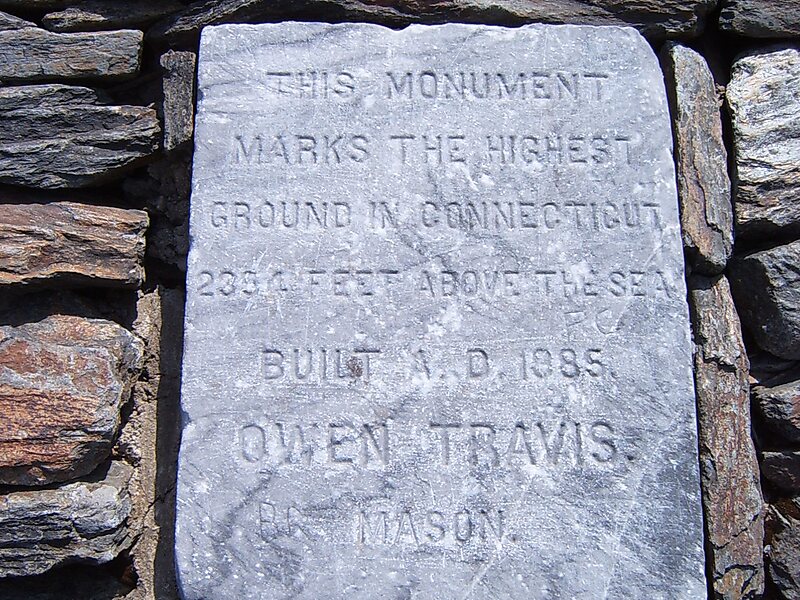 THIS MONUMENT
MARKS THE HIGHEST
GROUND IN CONNECTICUT
2354 FEET ABOVE THE SEA
BUILT A. D. 1885.
OWEN TRAVIS.
MASON.